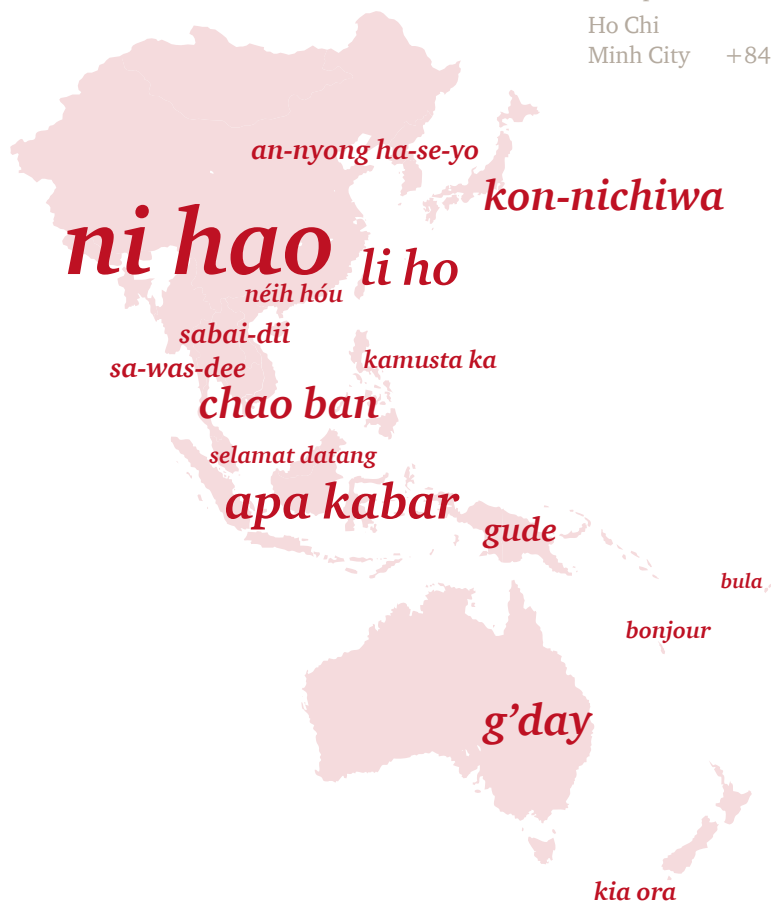 Ho Chi
Minh City +84
an-nyong ha-se-yo
kon-nichiwa
ni hao
li ho
néih hóu
sabai-dii
kamusta ka
sa-was-dee
chao ban
selamat datang
apa kabar
gude
bula
bonjour
g’day
kia ora